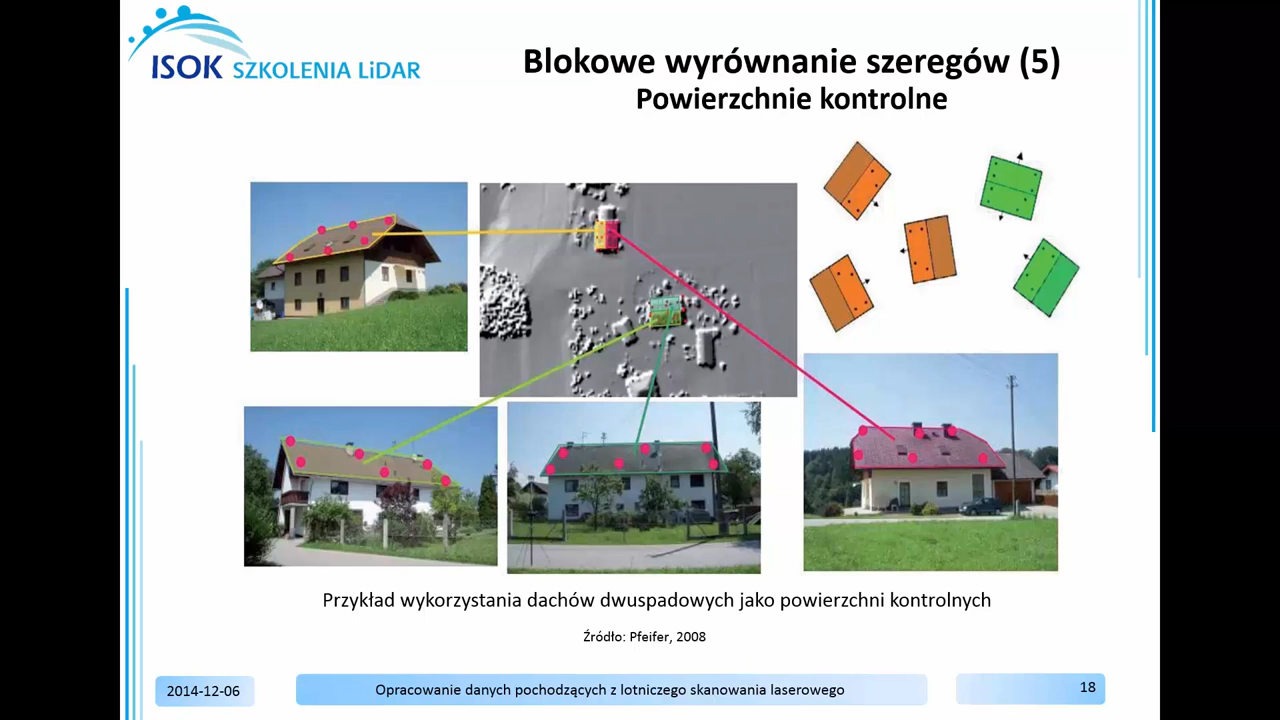 ISOK SZKOLENIA LiDAR
Blokowe wyrównanie szeregów (5)
Powierzchnie kontrolne
Przykład wykorzystania dachów dwuspadowych jako powierzchni kontrolnych
Źródło: Pfeifer, 2008
2014-12-06
Opracowanie danych pochodzących z lotniczego skanowania laserowego
18